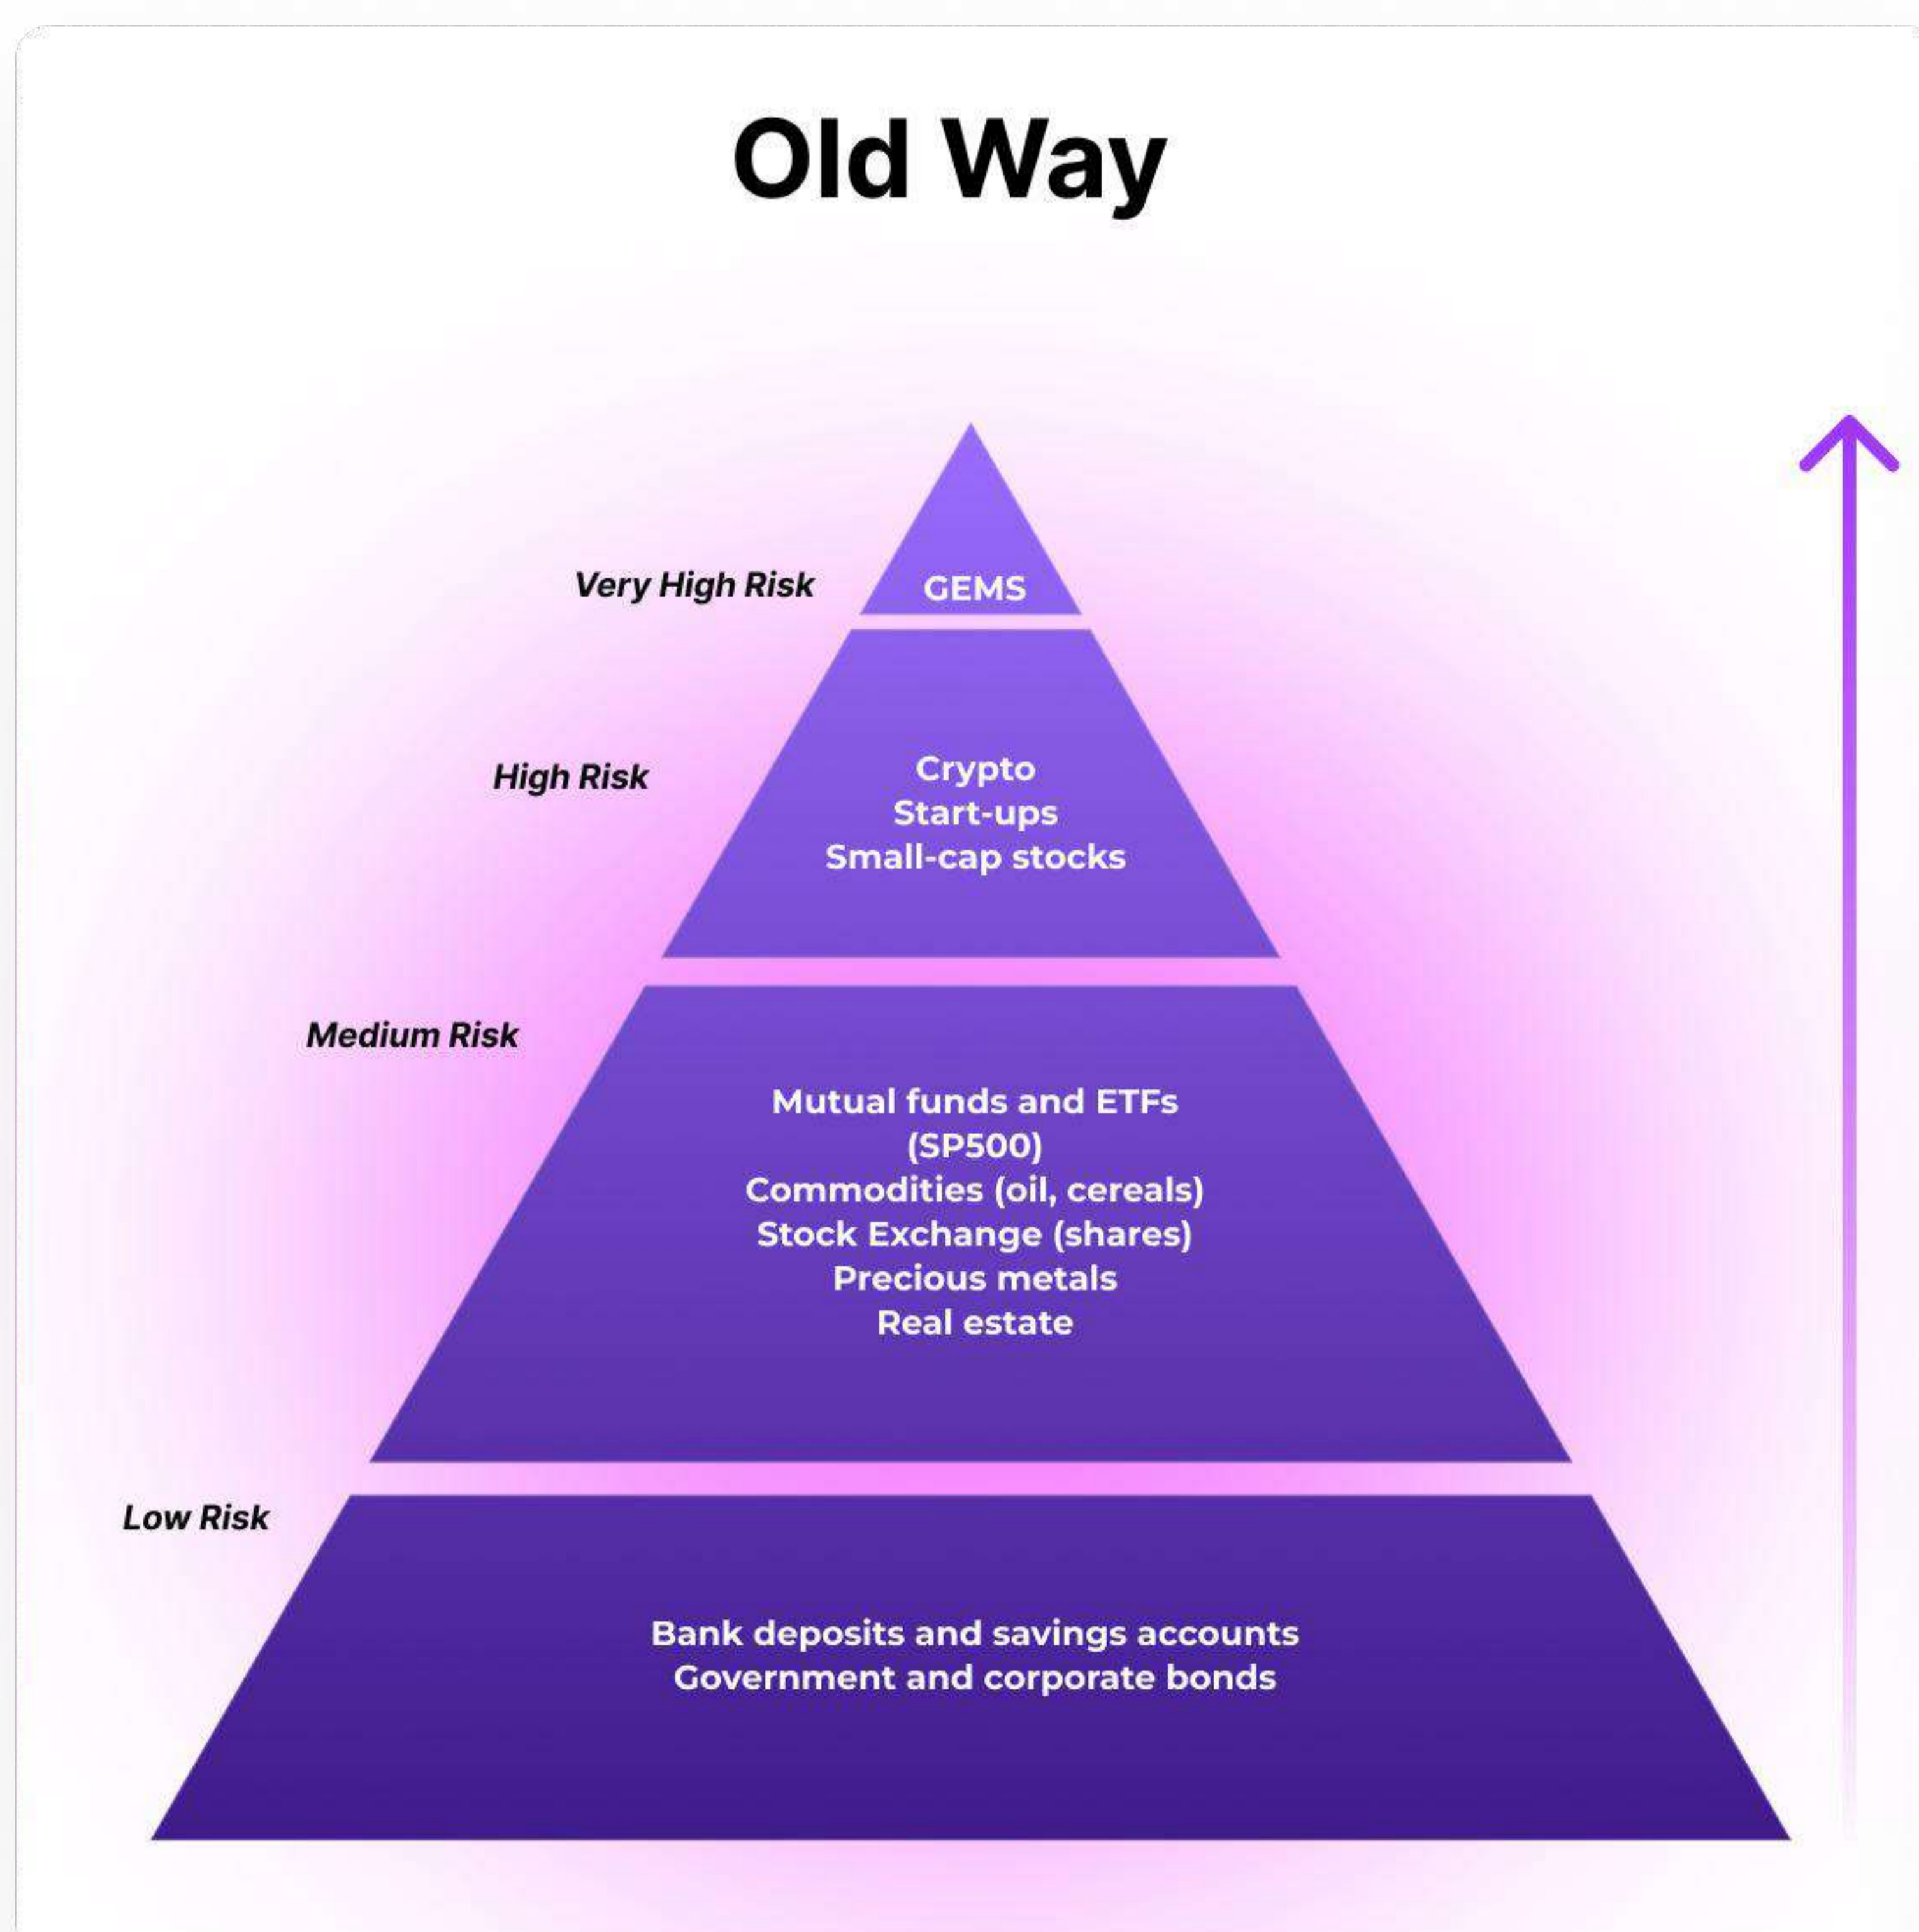 Old Way
Very High Risk
GEMS
High Risk
Crypto
Start-ups
Small-cap stocks
Medium Risk
Mutual funds and ETFs
(SP500)
Commodities (oil, cereals)
Stock Exchange (shares)
Precious metals
Real estate
Low Risk
Bank deposits and savings accounts
Government and corporate bonds